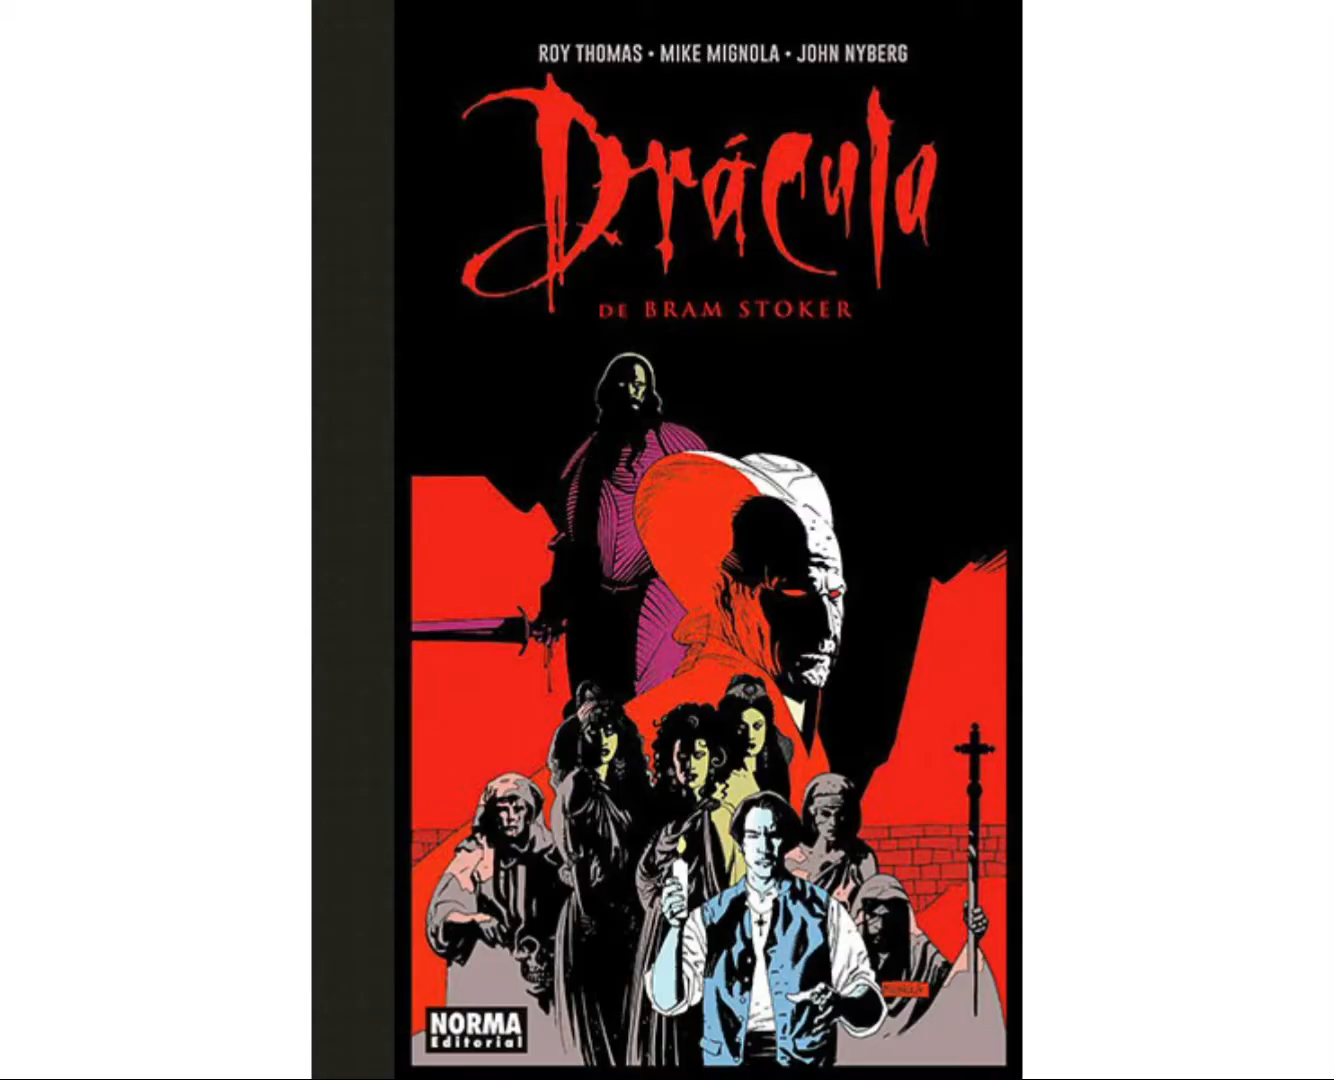 ROY THOMAS • MIKE MIGNOLA • JOHN NYBERG
Drácula
DE BRAM STOKER
NORMA
Editorial